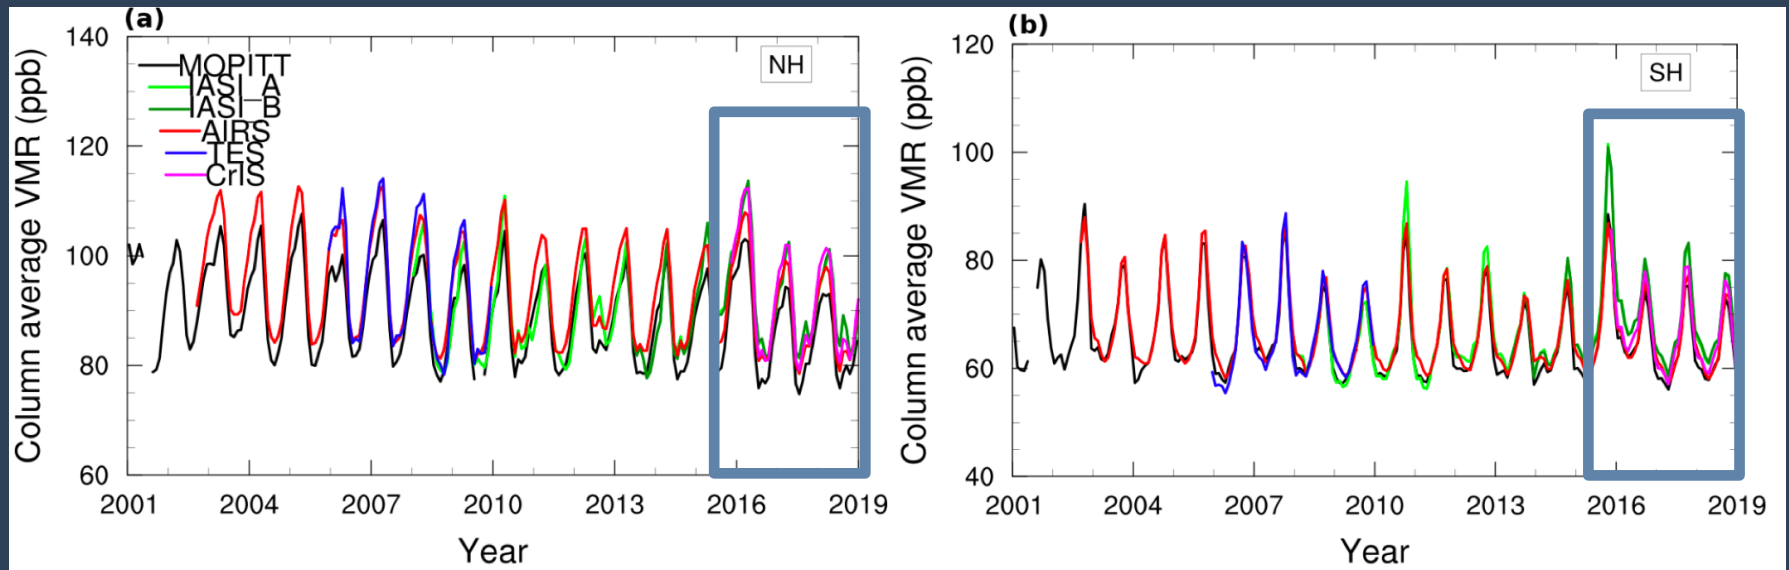 (a)
140
120
100
80
60
Column average VMR (ppb)
MOPITT
IASI_A
IASI_B
AIRS
TES
CrIS
NH
2001 2004 2007 2010 2013 2016 2019
Year
(b)
120
100
80
60
40
Column average VMR (ppb)
SH
2001 2004 2007 2010 2013 2016 2019
Year